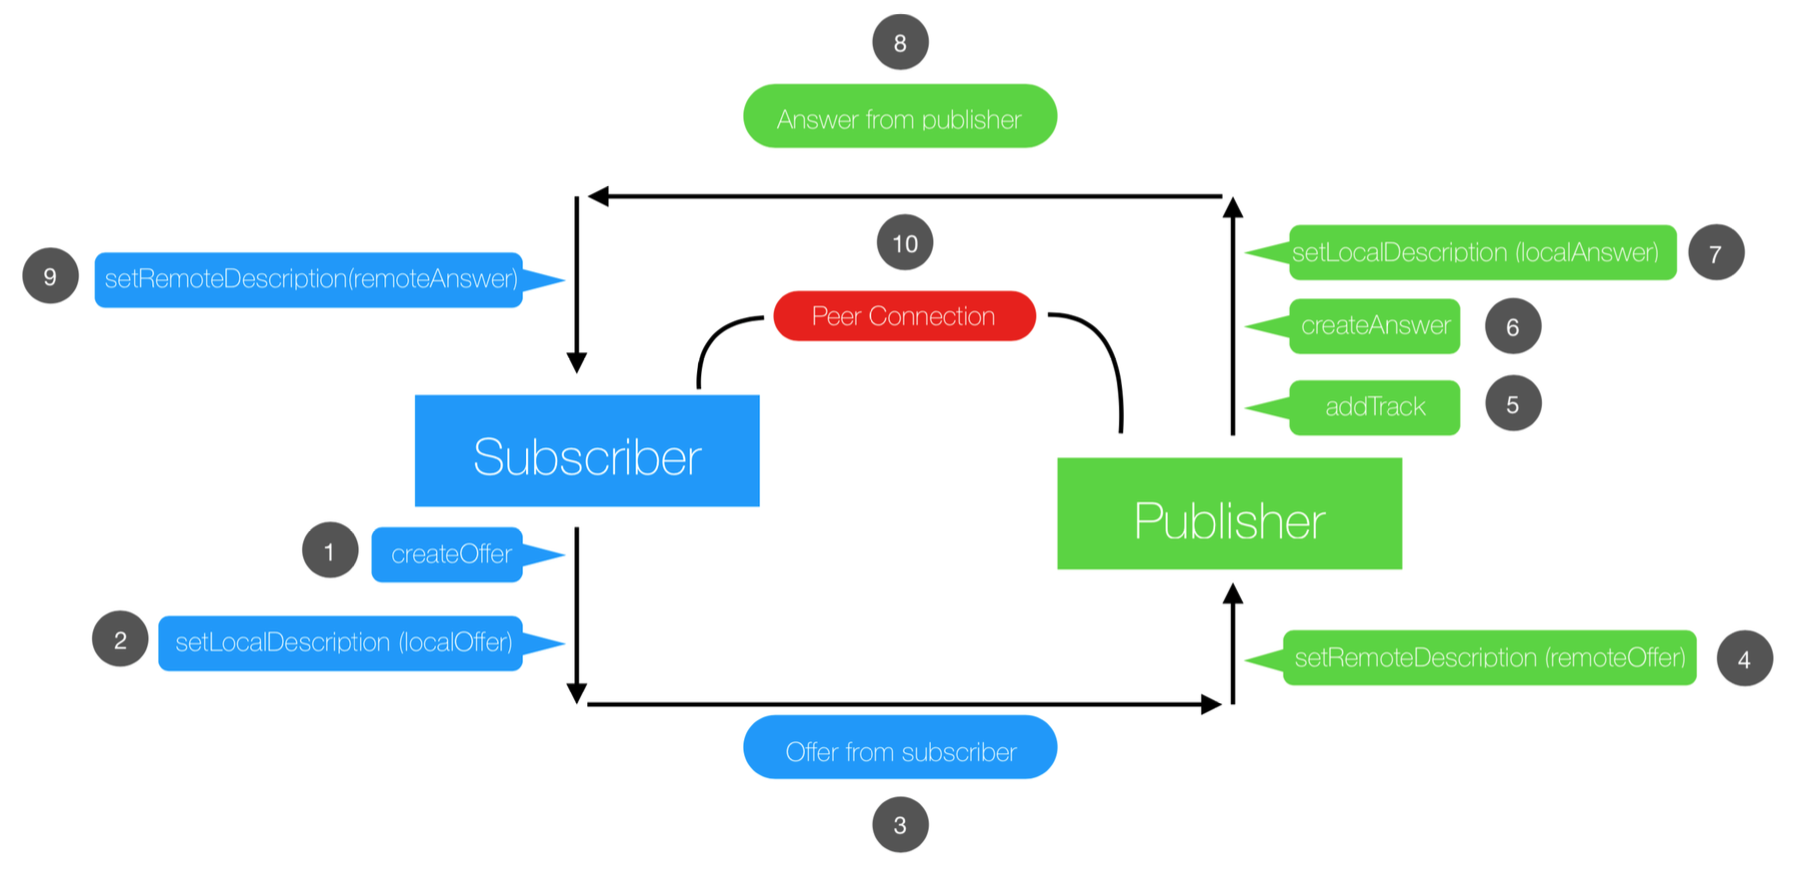 8
Answer from publisher
10
9
setRemoteDescription(remoteAnswer)
setLocalDescription (localAnswer)
7
Peer Connection
createAnswer
6
addTrack
5
Subscriber
Publisher
1
createOffer
2
setLocalDescription (localOffer)
setRemoteDescription (remoteOffer)
4
Offer from subscriber
3